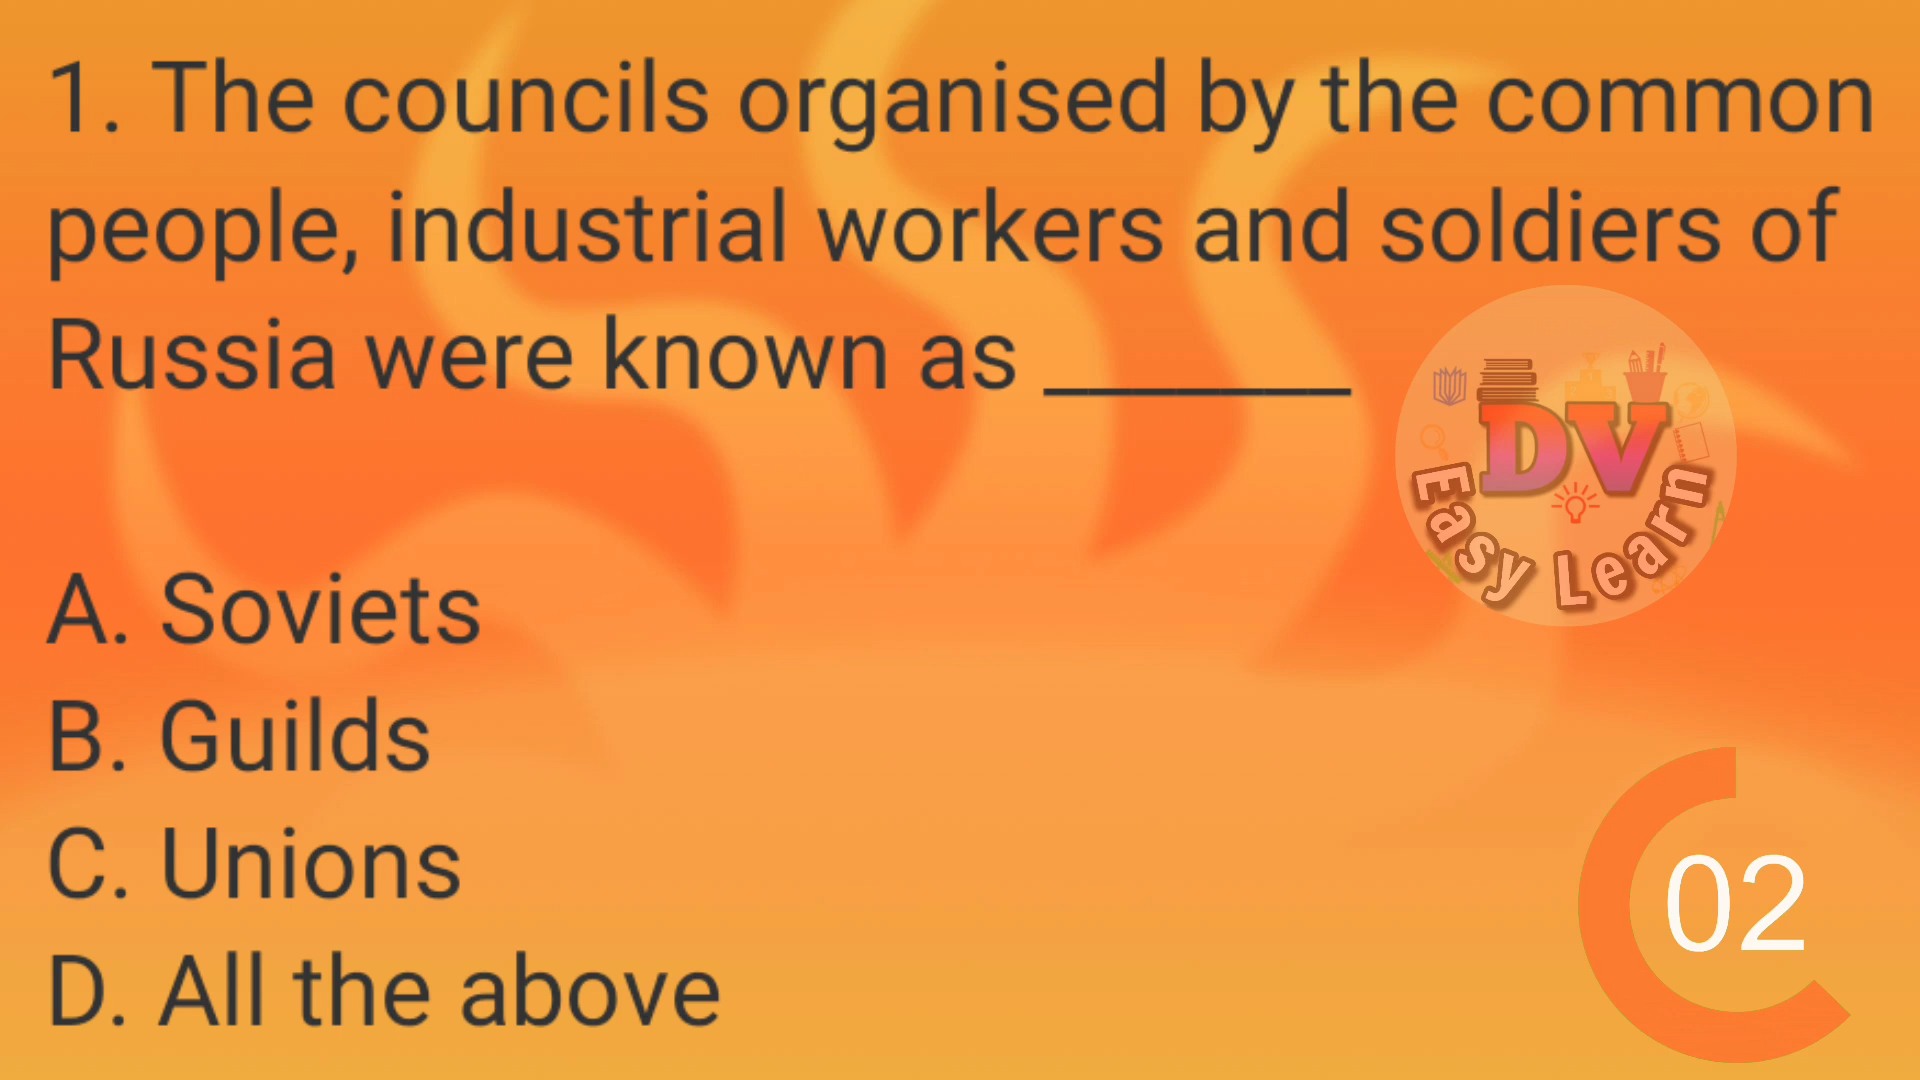 1. The councils organised by the common
people, industrial workers and soldiers of
Russia were known as _______
DV
Easy Learn
A. Soviets
B. Guilds
C. Unions
D. All the above
02